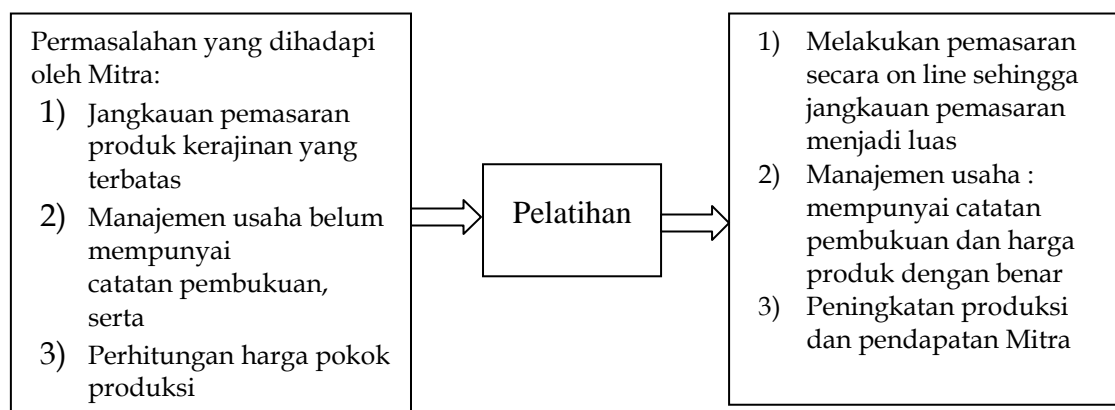 Permasalahan yang dihadapi
oleh Mitra:
1) Jangkauan pemasaran
produk kerajinan yang
terbatas
2) Manajemen usaha belum
mempunyai
catatan pembukuan,
serta
3) Perhitungan harga pokok
produksi
Pelatihan
1) Melakukan pemasaran
secara on line sehingga
jangkauan pemasaran
menjadi luas
2) Manajemen usaha :
mempunyai catatan
pembukuan dan harga
produk dengan benar
3) Peningkatan produksi
dan pendapatan Mitra